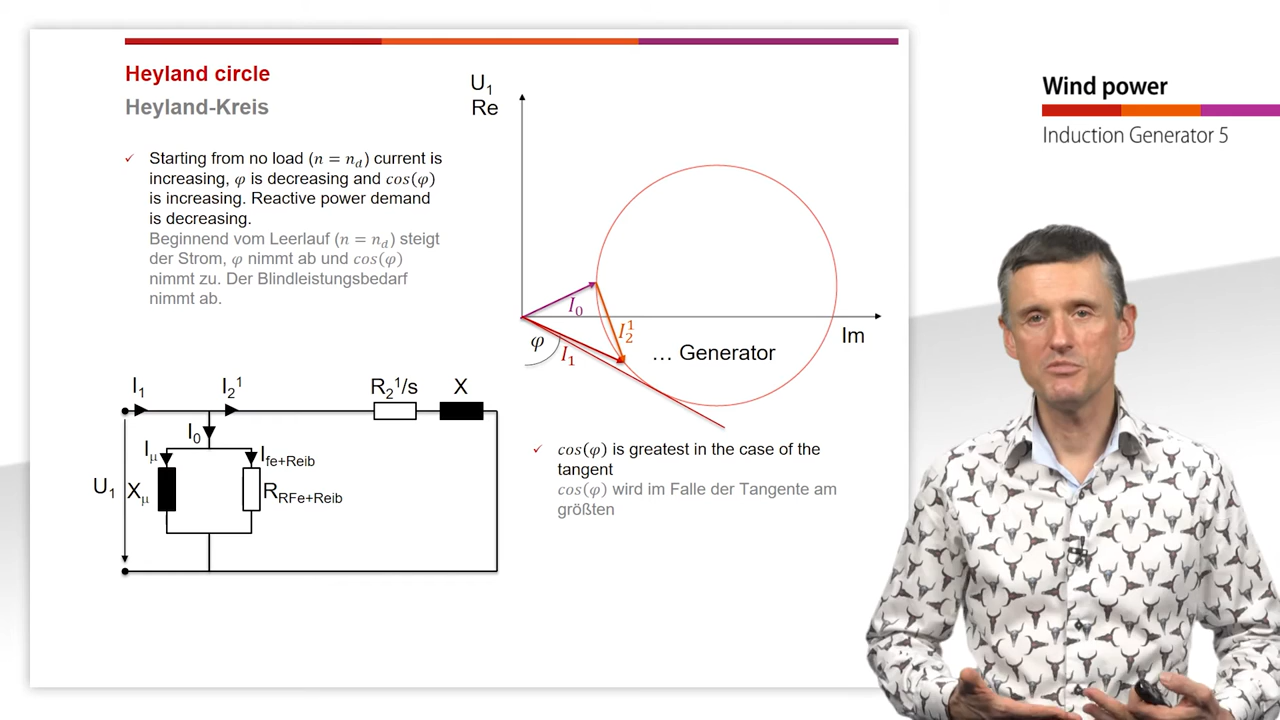 Heyland circle
Heyland-Kreis
✓ Starting from no load (n = n_d) current is
increasing, φ is decreasing and cos(φ)
is increasing. Reactive power demand
is decreasing.
Beginnend vom Leerlauf (n = n_d) steigt
der Strom, φ nimmt ab und cos(φ)
nimmt zu. Der Blindleistungsbedarf
nimmt ab.
U₁
Re
I₀
I₂¹
Im
φ
I₁
… Generator
I₁
I₂¹
R₂¹/s
X
I₀
I_μ
I_fe+Reib
U₁
X_μ
R_RFe+Reib
✓ cos(φ) is greatest in the case of the
tangent
cos(φ) wird im Falle der Tangente am
größten
Wind power
Induction Generator 5